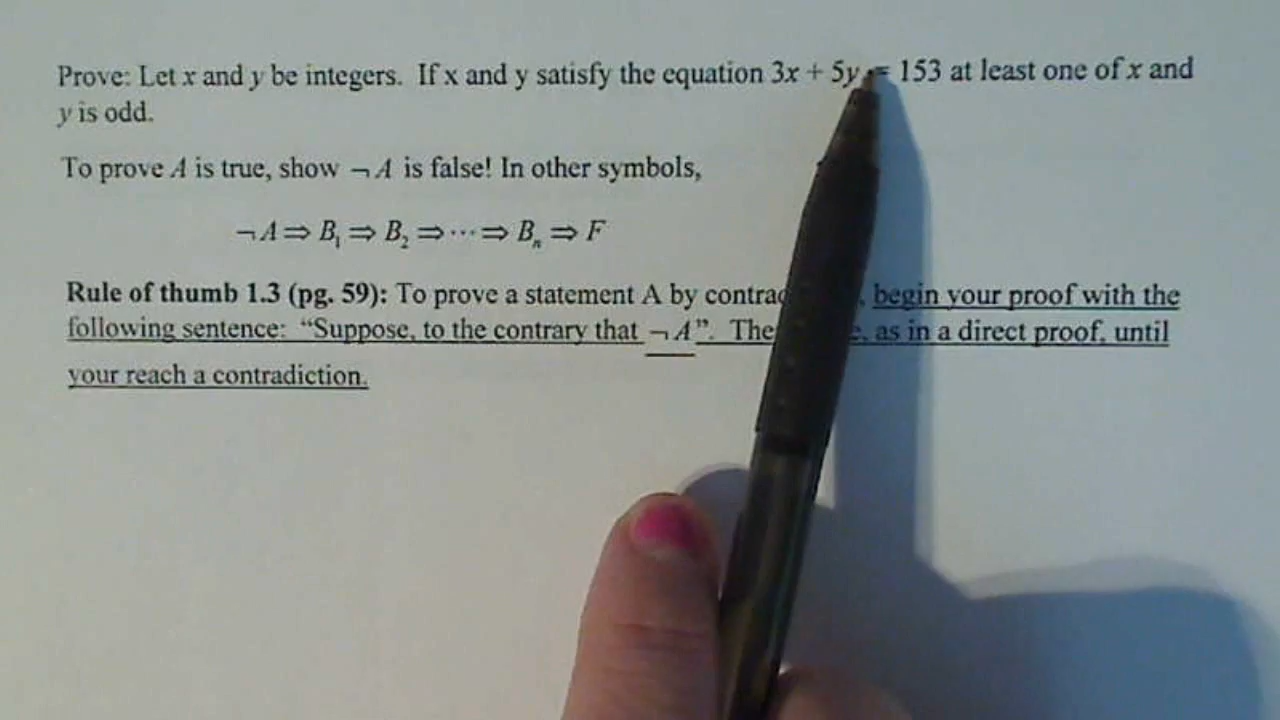 Prove: Let x and y be integers. If x and y satisfy the equation 3x + 5y = 153 at least one of x and
y is odd.
To prove A is true, show ¬A is false! In other symbols,
¬A ⇒ B₁ ⇒ B₂ ⇒ ⋯ ⇒ Bₙ ⇒ F
Rule of thumb 1.3 (pg. 59): To prove a statement A by begin your proof with the
following sentence: “Suppose, to the contrary that ¬A”. as in a direct proof, until
your reach a contradiction.